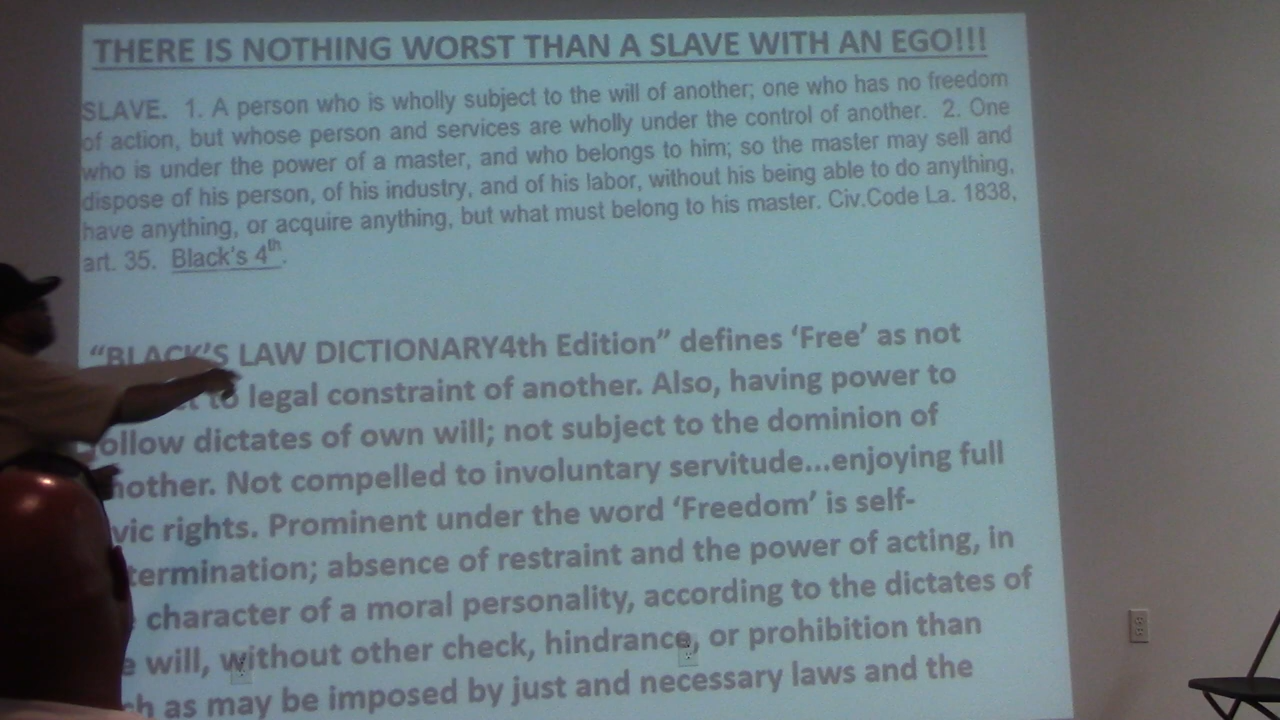 THERE IS NOTHING WORST THAN A SLAVE WITH AN EGO!!!
SLAVE. 1. A person who is wholly subject to the will of another; one who has no freedom
of action, but whose person and services are wholly under the control of another. 2. One
who is under the power of a master, and who belongs to him; so the master may sell and
dispose of his person, of his industry, and of his labor, without his being able to do anything,
have anything, or acquire anything, but what must belong to his master. Civ.Code La. 1838,
art. 35. Black's 4th.
“BLACK’S LAW DICTIONARY4th Edition” defines ‘Free’ as not
to legal constraint of another. Also, having power to
follow dictates of own will; not subject to the dominion of
another. Not compelled to involuntary servitude...enjoying full
rights. Prominent under the word ‘Freedom’ is self-
absence of restraint and the power of acting, in
character of a moral personality, according to the dictates of
will, without other check, hindrance, or prohibition than
as may be imposed by just and necessary laws and the